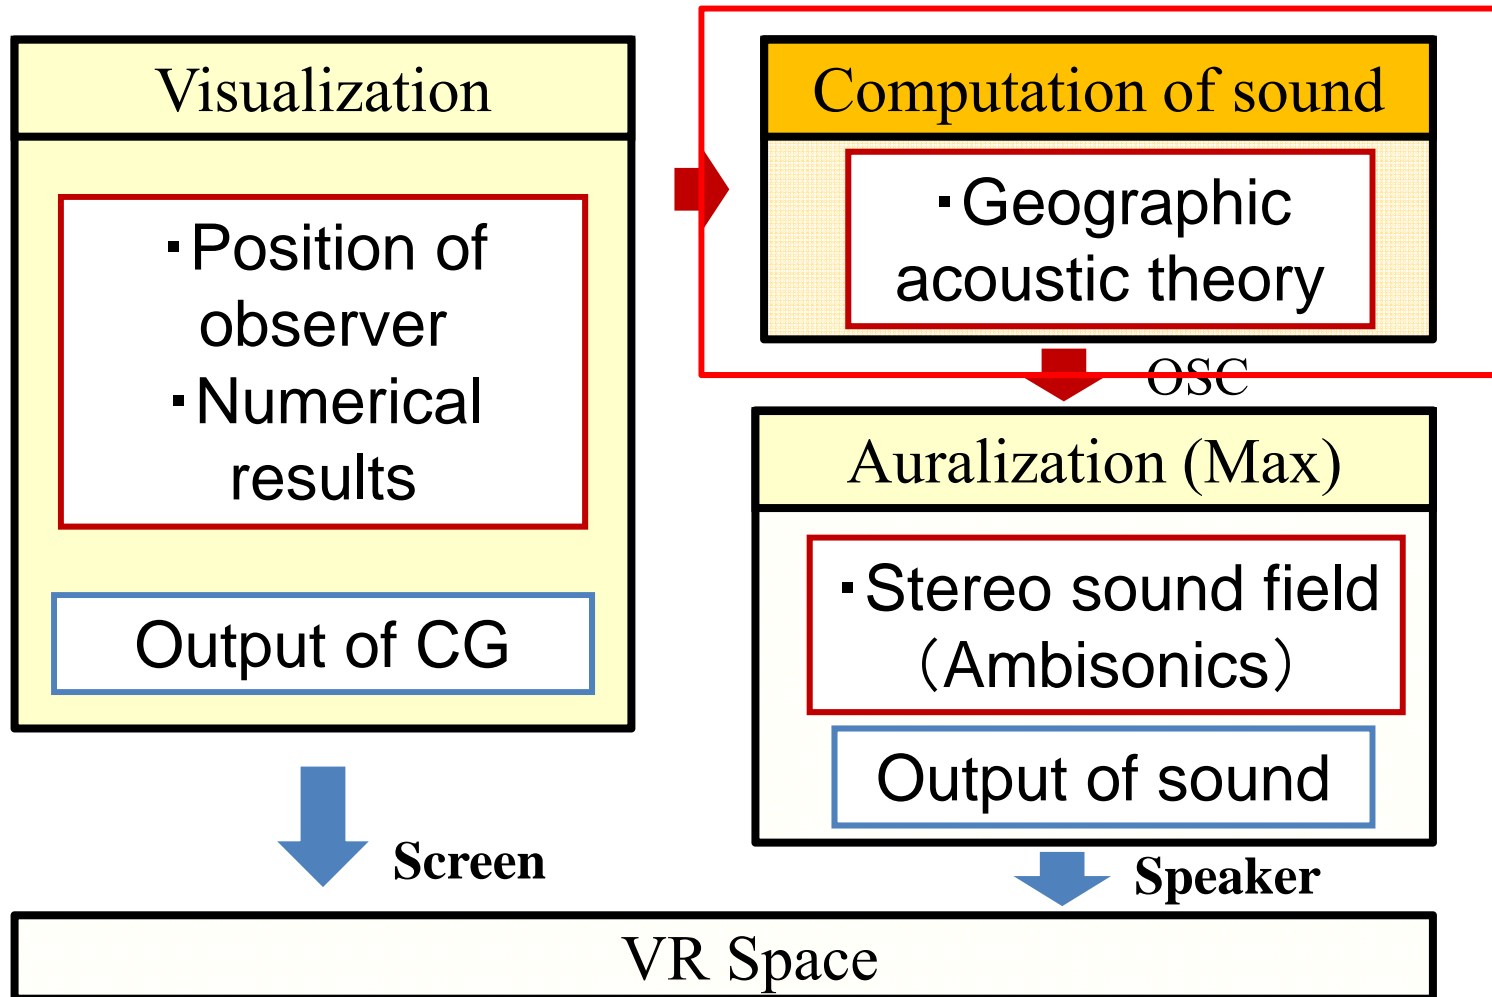 Visualization
・Position of
observer
・Numerical
results
Output of CG
Screen
Computation of sound
・Geographic
acoustic theory
OSC
Auralization (Max)
・Stereo sound field
（Ambisonics）
Output of sound
Speaker
VR Space